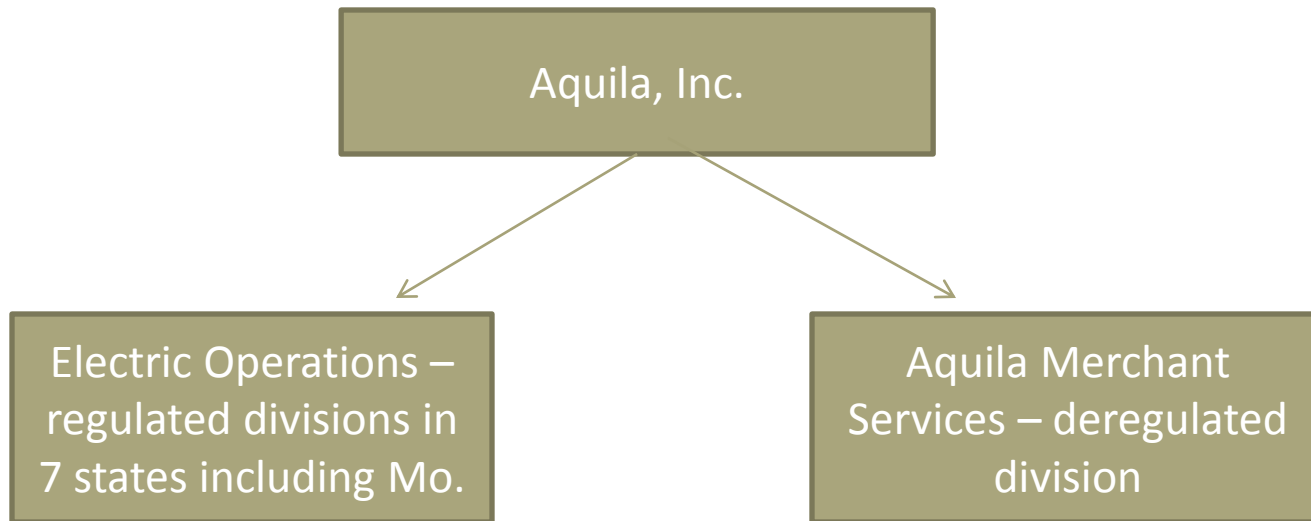 Aquila, Inc.
Electric Operations –
regulated divisions in
7 states including Mo.
Aquila Merchant
Services – deregulated
division